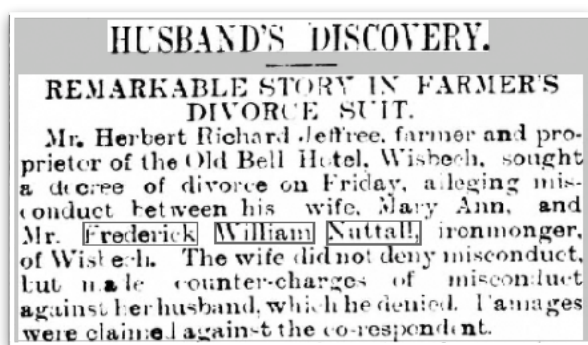 HUSBAND'S DISCOVERY.
REMARKABLE STORY IN FARMER'S
DIVORCE SUIT.
Mr. Herbert Richard Jeffree, farmer and pro-
prietor of the Old Bell Hotel, Wisbech, sought
a decree of divorce on Friday, alleging mis-
conduct between his wife, Mary Ann, and
Mr. Frederick William Nuttall, ironmonger,
of Wisbech. The wife did not deny misconduct,
but made counter-charges of misconduct
against her husband, which he denied. Damages
were claimed against the co-respondent.